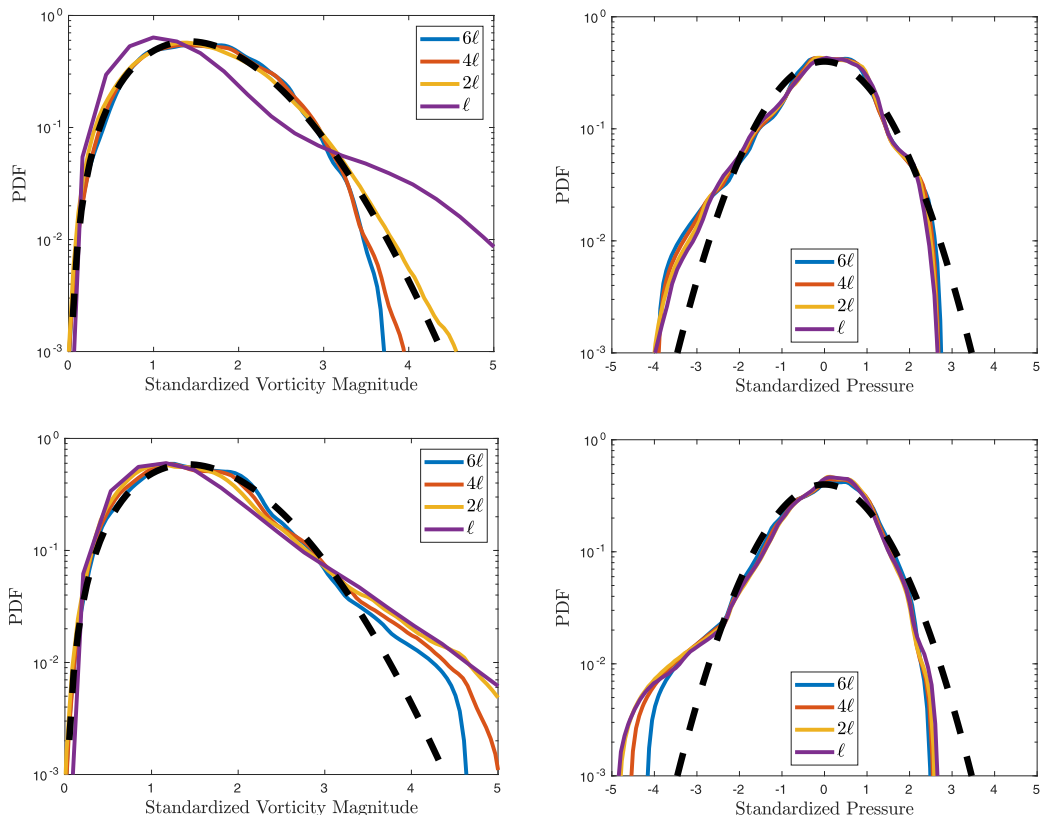 10^0
10^-1
10^-2
10^-3
PDF
6ℓ
4ℓ
2ℓ
ℓ
0 1 2 3 4 5
Standardized Vorticity Magnitude
10^0
10^-1
10^-2
10^-3
PDF
6ℓ
4ℓ
2ℓ
ℓ
-5 -4 -3 -2 -1 0 1 2 3 4 5
Standardized Pressure
10^0
10^-1
10^-2
10^-3
PDF
6ℓ
4ℓ
2ℓ
ℓ
0 1 2 3 4 5
Standardized Vorticity Magnitude
10^0
10^-1
10^-2
10^-3
PDF
6ℓ
4ℓ
2ℓ
ℓ
-5 -4 -3 -2 -1 0 1 2 3 4 5
Standardized Pressure